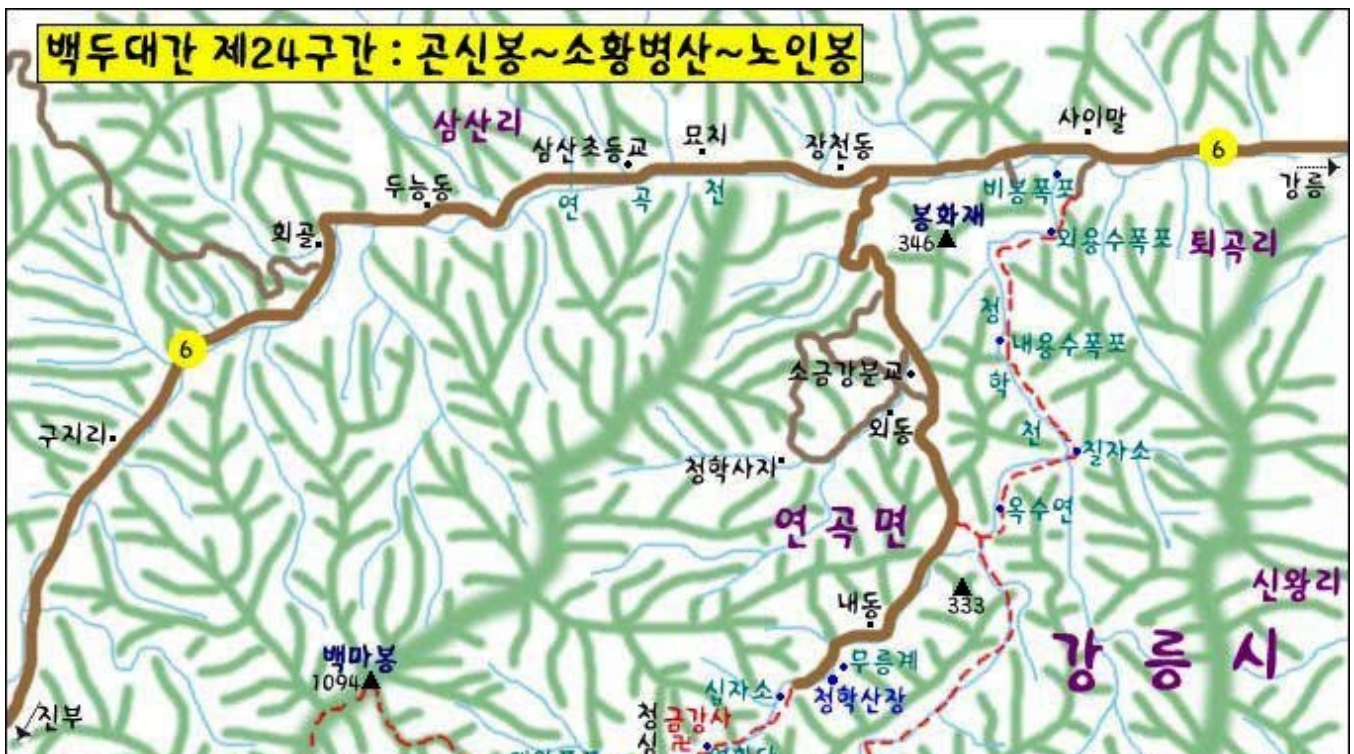 백두대간 제24구간 : 곤신봉~소황병산~노인봉
삼산리
삼산초등교
묘치
장천동
사이말
6
강릉
두능동
연곡천
비봉폭포
회골
봉화재
346
외용수폭포
퇴곡리
6
정학천
내용수폭포
소금강분교
외동
구지리
청학사지
칠자소
옥수연
연곡면
333
신왕리
내동
강릉시
백마봉
1094
무릉계
청학산장
십자소
금강사
진부